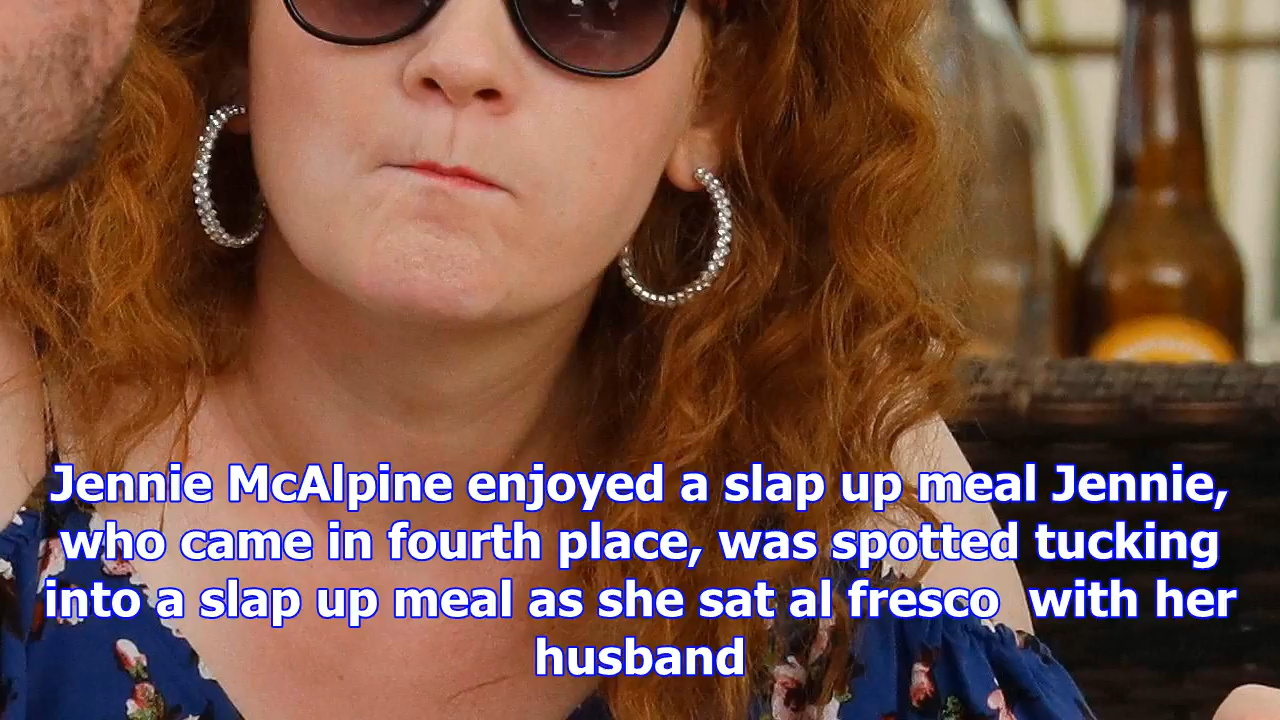 Jennie McAlpine enjoyed a slap up meal Jennie,
who came in fourth place, was spotted tucking
into a slap up meal as she sat al fresco  with her
husband